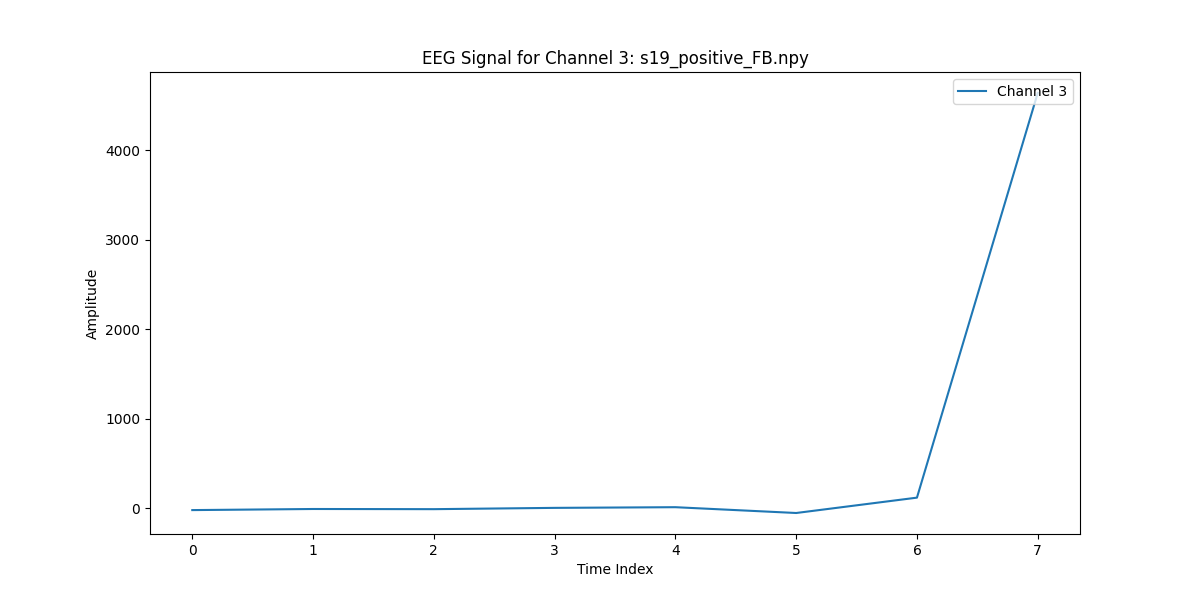 EEG Signal for Channel 3: s19_positive_FB.npy
Channel 3
4000
3000
2000
1000
0
Amplitude
0 1 2 3 4 5 6 7
Time Index